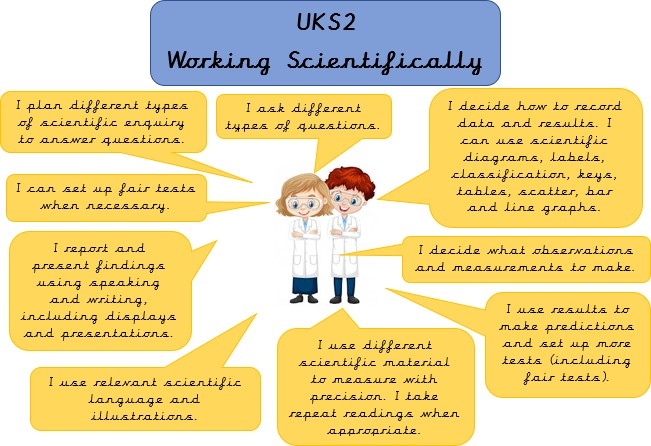 UKS2
Working Scientifically
I plan different types
of scientific enquiry
to answer questions.
I ask different
types of questions.
I decide how to record
data and results. I
can use scientific
diagrams, labels,
classification, keys,
tables, scatter, bar
and line graphs.
I can set up fair tests
when necessary.
I report and
present findings
using speaking
and writing,
including displays
and presentations.
I decide what observations
and measurements to make.
I use results to
make predictions
and set up more
tests (including
fair tests).
I use different
scientific material
to measure with
precision. I take
repeat readings when
appropriate.
I use relevant scientific
language and
illustrations.